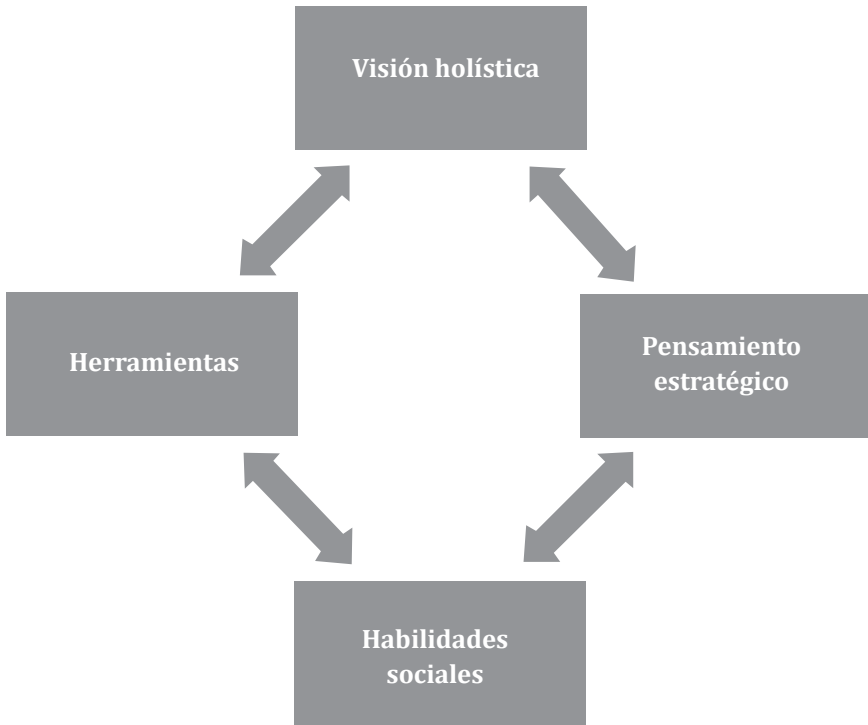 Visión holística
Herramientas
Pensamiento
estratégico
Habilidades
sociales